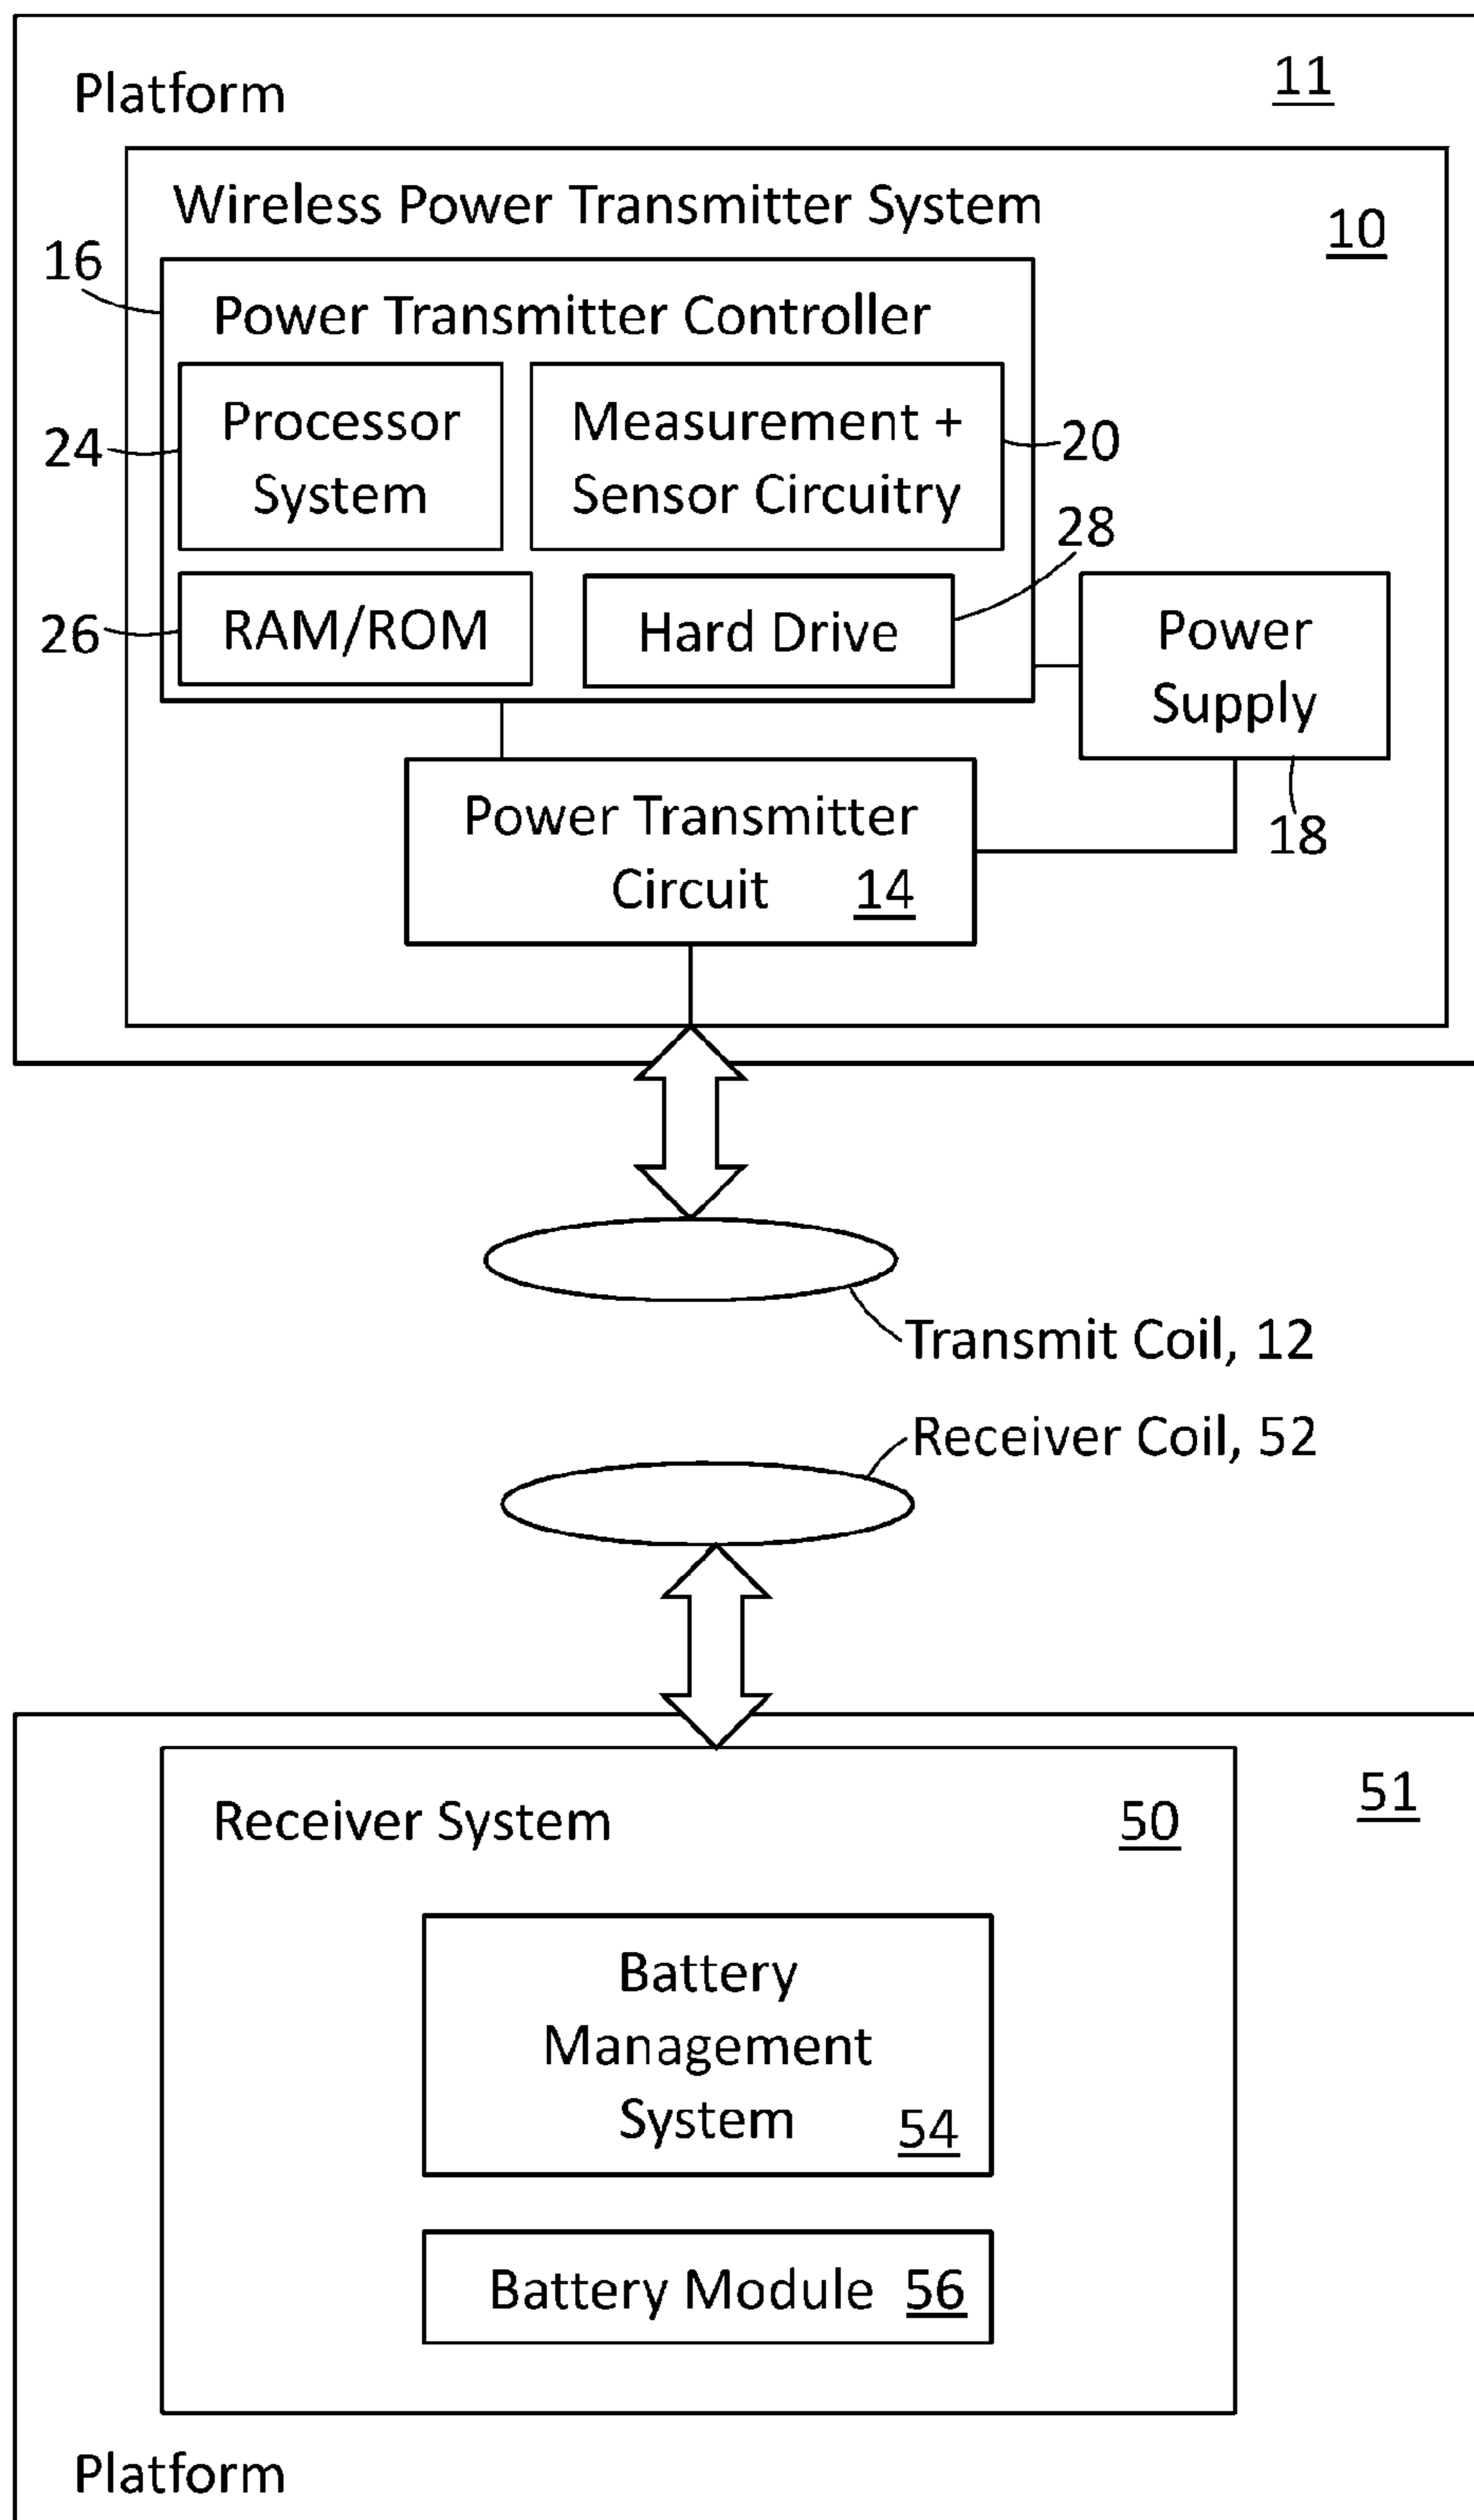 Platform
11
Wireless Power Transmitter System
10
16
Power Transmitter Controller
Processor
System
24
Measurement +
Sensor Circuitry
20
28
26
RAM/ROM
Hard Drive
Power
Supply
18
Power Transmitter
Circuit 14
Transmit Coil, 12
Receiver Coil, 52
51
Receiver System 50
Battery
Management
System 54
Battery Module 56
Platform